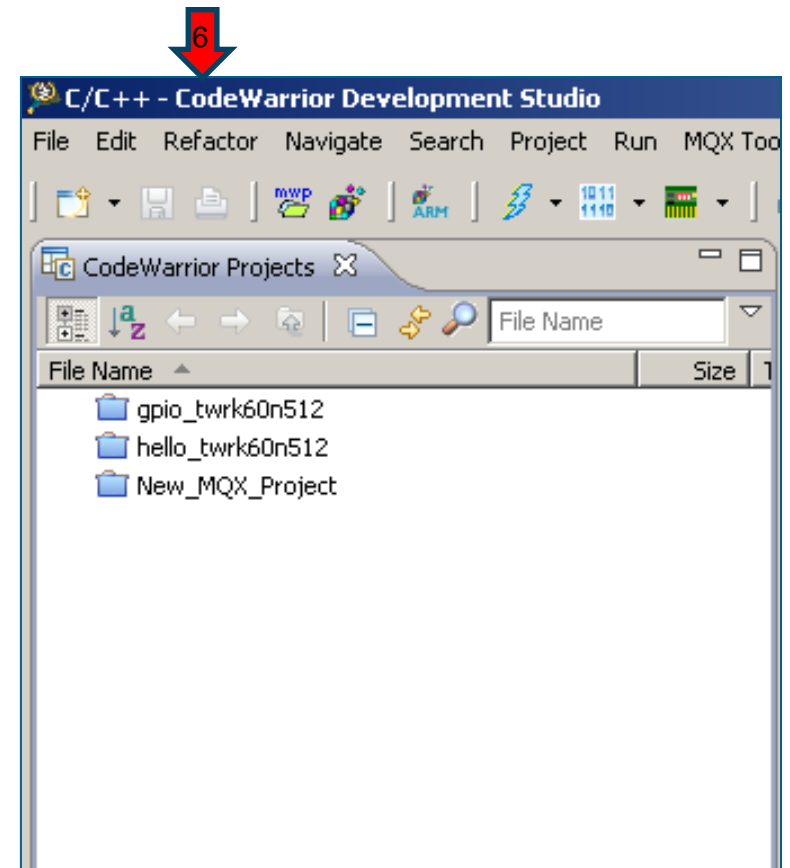 6
C/C++ - CodeWarrior Development Studio
File Edit Refactor Navigate Search Project Run MQX Too
mwp ARM 1011
1110
CodeWarrior Projects
a
z File Name
File Name Size T
gpio_twrk60n512
hello_twrk60n512
New_MQX_Project